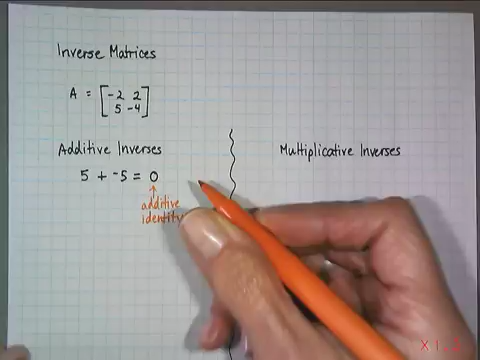 Inverse Matrices
A = [-2 2
5 -4]
Additive Inverses
5 + -5 = 0
additive
identity
Multiplicative Inverses